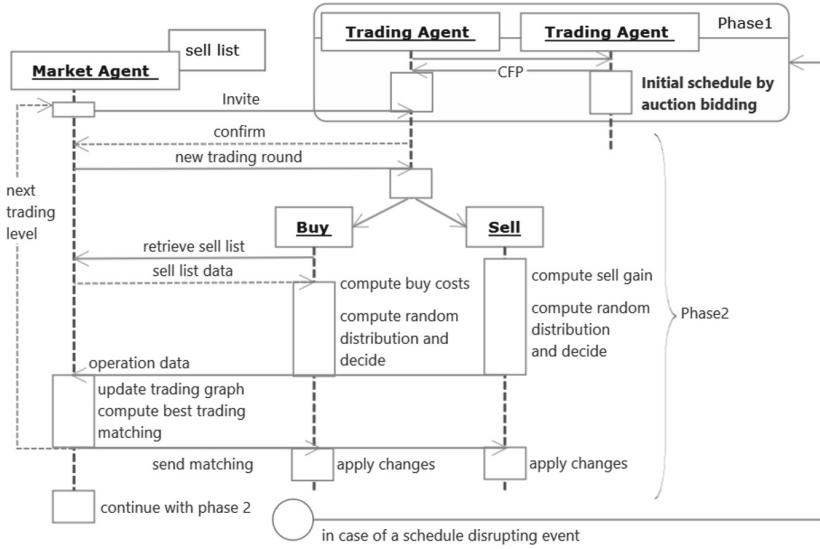 Phase1
Trading Agent
Trading Agent
sell list
Market Agent
CFP
Initial schedule by
auction bidding
Invite
confirm
new trading round
next
trading
level
Buy
Sell
retrieve sell list
sell list data
compute buy costs
compute sell gain
compute random
distribution and
decide
compute random
distribution
and decide
Phase2
operation data
update trading graph
compute best trading
matching
send matching
apply changes
apply changes
continue with phase 2
in case of a schedule disrupting event